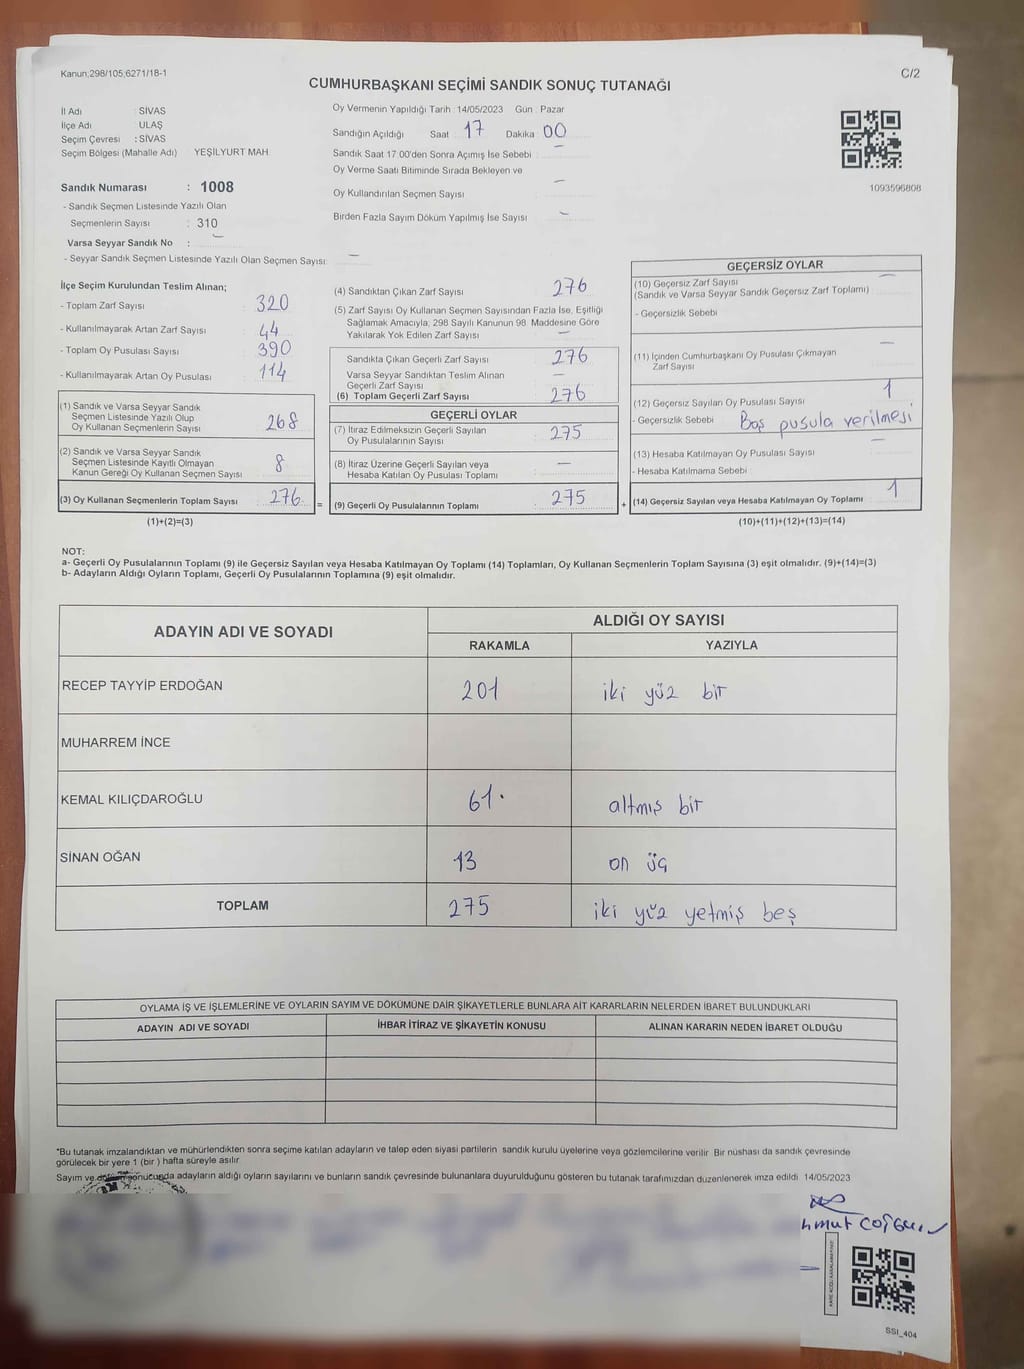 Kanun;298/105;6271/18-1
C/2
CUMHURBAŞKANI SEÇİMİ SANDIK SONUÇ TUTANAĞI
İl Adı : SİVAS
İlçe Adı : ULAŞ
Seçim Çevresi : SİVAS
Seçim Bölgesi (Mahalle Adı) YEŞİLYURT MAH.
Oy Vermenin Yapıldığı Tarih : 14/05/2023 Gün : Pazar
Sandığın Açıldığı Saat 17 Dakika 00
Sandık Saat 17 00'den Sonra Açımış İse Sebebi : —
Oy Verme Saati Bitiminde Sırada Bekleyen ve
Oy Kullandırılan Seçmen Sayısı —
Birden Fazla Sayım Döküm Yapılmış İse Sayısı —
1093596808
Sandık Numarası : 1008
- Sandık Seçmen Listesinde Yazılı Olan
Seçmenlerin Sayısı : 310
Varsa Seyyar Sandık No : —
- Seyyar Sandık Seçmen Listesinde Yazılı Olan Seçmen Sayısı: —
İlçe Seçim Kurulundan Teslim Alınan;
- Toplam Zarf Sayısı : 320
- Kullanılmayarak Artan Zarf Sayısı : 44
- Toplam Oy Pusulası Sayısı : 390
- Kullanılmayarak Artan Oy Pusulası : 114
(1) Sandık ve Varsa Seyyar Sandık
Seçmen Listesinde Yazılı Olup
Oy Kullanan Seçmenlerin Sayısı : 268
(2) Sandık ve Varsa Seyyar Sandık
Seçmen Listesinde Kayıtlı Olmayan
Kanun Gereği Oy Kullanan Seçmen Sayısı : 8
(3) Oy Kullanan Seçmenlerin Toplam Sayısı : 276 =
(1)+(2)=(3)
(4) Sandıktan Çıkan Zarf Sayısı 276
(5) Zarf Sayısı Oy Kullanan Seçmen Sayısından Fazla İse, Eşitliği
Sağlamak Amacıyla; 298 Sayılı Kanunun 98. Maddesine Göre
Yakılarak Yok Edilen Zarf Sayısı : —
Sandıkta Çıkan Geçerli Zarf Sayısı : 276
Varsa Seyyar Sandıktan Teslim Alınan
Geçerli Zarf Sayısı : —
(6) Toplam Geçerli Zarf Sayısı : 276
GEÇERLİ OYLAR
(7) İtiraz Edilmeksizin Geçerli Sayılan
Oy Pusulalarının Sayısı : 275
(8) İtiraz Üzerine Geçerli Sayılan veya
Hesaba Katılan Oy Pusulası Toplamı : —
(9) Geçerli Oy Pusulalarının Toplamı : 275 +
GEÇERSİZ OYLAR
(10) Geçersiz Zarf Sayısı : —
(Sandık ve Varsa Seyyar Sandık Geçersiz Zarf Toplamı)
- Geçersizlik Sebebi
(11) İçinden Cumhurbaşkanı Oy Pusulası Çıkmayan
Zarf Sayısı —
(12) Geçersiz Sayılan Oy Pusulası Sayısı : 1
- Geçersizlik Sebebi : Boş pusula verilmesi
(13) Hesaba Katılmayan Oy Pusulası Sayısı : —
- Hesaba Katılmama Sebebi :
(14) Geçersiz Sayılan veya Hesaba Katılmayan Oy Toplamı : 1
(10)+(11)+(12)+(13)=(14)
NOT:
a- Geçerli Oy Pusulalarının Toplamı (9) ile Geçersiz Sayılan veya Hesaba Katılmayan Oy Toplamı (14) Toplamları, Oy Kullanan Seçmenlerin Toplam Sayısına (3) eşit olmalıdır. (9)+(14)=(3)
b- Adayların Aldığı Oyların Toplamı, Geçerli Oy Pusulalarının Toplamına (9) eşit olmalıdır.
ADAYIN ADI VE SOYADI ALDIĞI OY SAYISI
RAKAMLA YAZIYLA
RECEP TAYYİP ERDOĞAN 201 iki yüz bir
MUHARREM İNCE
KEMAL KILIÇDAROĞLU 61. altmış bir
SİNAN OĞAN 13 on üç
TOPLAM 275 iki yüz yetmiş beş
OYLAMA İŞ VE İŞLEMLERİNE VE OYLARIN SAYIM VE DÖKÜMÜNE DAİR ŞİKAYETLERLE BUNLARA AİT KARARLARIN NELERDEN İBARET BULUNDUKLARI
ADAYIN ADI VE SOYADI İHBAR İTİRAZ VE ŞİKAYETİN KONUSU ALINAN KARARIN NEDEN İBARET OLDUĞU
*Bu tutanak imzalandıktan ve mühürlendikten sonra seçime katılan adayların ve talep eden siyasi partilerin sandık kurulu üyelerine veya gözlemcilerine verilir. Bir nüshası da sandık çevresinde
görülecek bir yere 1 (bir ) hafta süreyle asılır.
Sayım ve döküm sonucunda adayların aldığı oyların sayılarını ve bunların sandık çevresinde bulunanlara duyurulduğunu gösteren bu tutanak tarafımızdan düzenlenerek imza edildi. 14/05/2023
SSI_404